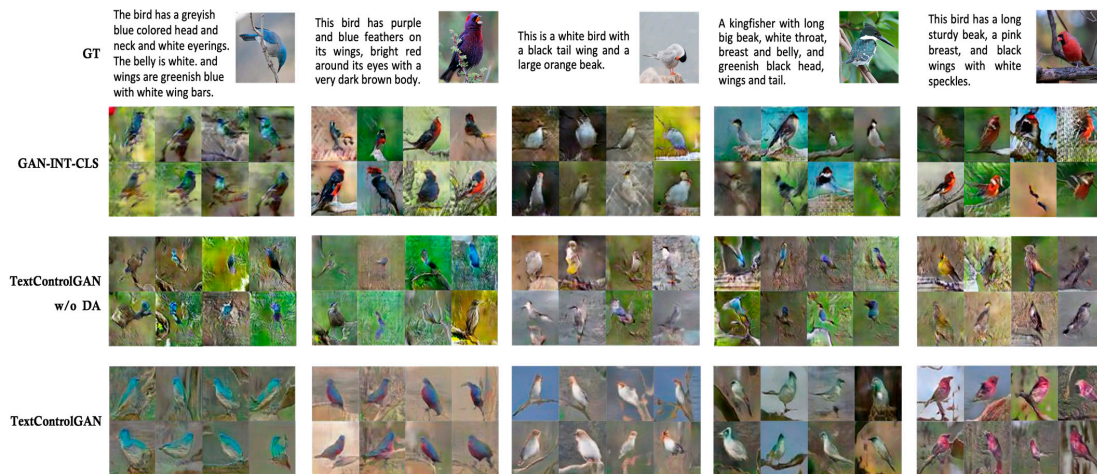 GT
The bird has a greyish
blue colored head and
neck and white eyerings.
The belly is white. and
wings are greenish blue
with white wing bars.
This bird has purple
and blue feathers on
its wings, bright red
around its eyes with a
very dark brown body.
This is a white bird with
a black tail wing and a
large orange beak.
A kingfisher with long
big beak, white throat,
breast and belly, and
greenish black head,
wings and tail.
This bird has a long
sturdy beak, a pink
breast, and black
wings with white
speckles.
GAN-INT-CLS
TextControlGAN
w/o DA
TextControlGAN